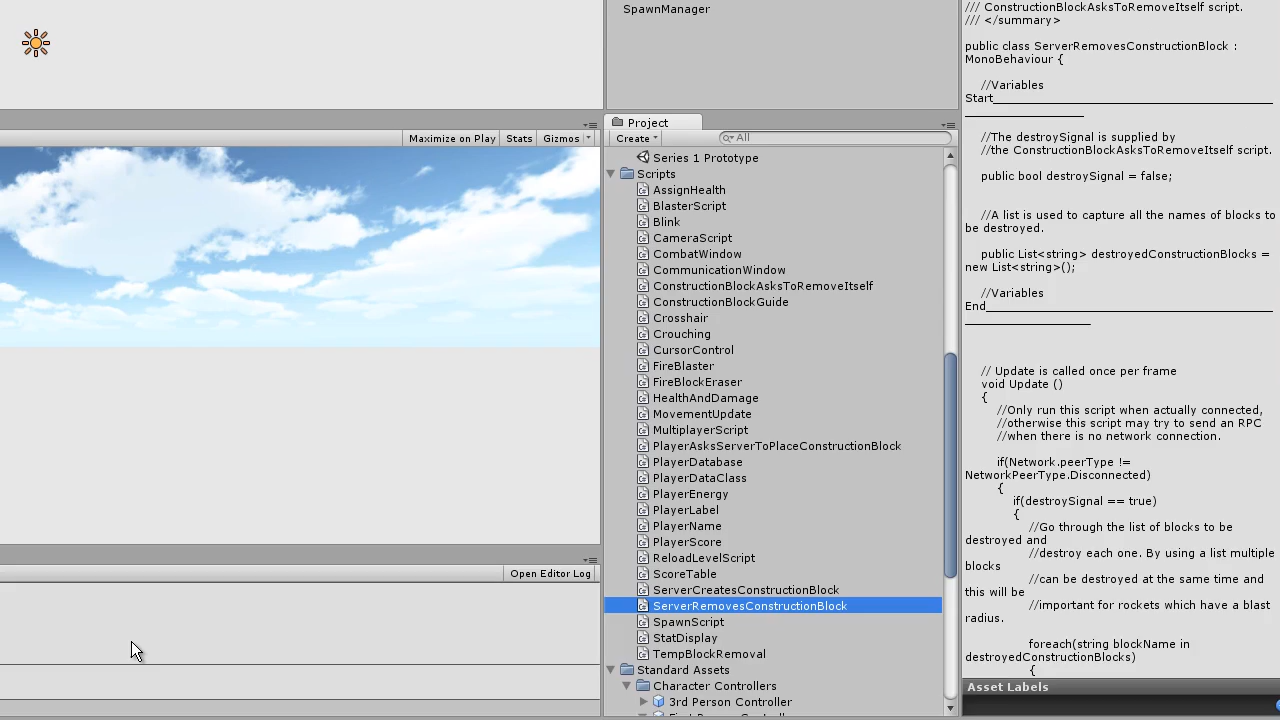 SpawnManager
Maximize on Play
Stats
Gizmos
Open Editor Log
Project
Create
All
Series 1 Prototype
Scripts
AssignHealth
BlasterScript
Blink
CameraScript
CombatWindow
CommunicationWindow
ConstructionBlockAsksToRemoveItself
ConstructionBlockGuide
Crosshair
Crouching
CursorControl
FireBlaster
FireBlockEraser
HealthAndDamage
MovementUpdate
MultiplayerScript
PlayerAsksServerToPlaceConstructionBlock
PlayerDatabase
PlayerDataClass
PlayerEnergy
PlayerLabel
PlayerName
PlayerScore
ReloadLevelScript
ScoreTable
ServerCreatesConstructionBlock
ServerRemovesConstructionBlock
SpawnScript
StatDisplay
TempBlockRemoval
Standard Assets
Character Controllers
3rd Person Controller
/// ConstructionBlockAsksToRemoveItself script.
/// </summary>
public class ServerRemovesConstructionBlock :
MonoBehaviour {
//Variables
Start________________________________________
_________________
//The destroySignal is supplied by
//the ConstructionBlockAsksToRemoveItself script.
public bool destroySignal = false;
//A list is used to capture all the names of blocks to
be destroyed.
public List<string> destroyedConstructionBlocks =
new List<string>();
//Variables
End_________________________________________
__________________
// Update is called once per frame
void Update ()
{
//Only run this script when actually connected,
//otherwise this script may try to send an RPC
//when there is no network connection.
if(Network.peerType !=
NetworkPeerType.Disconnected)
{
if(destroySignal == true)
{
//Go through the list of blocks to be
destroyed and
//destroy each one. By using a list multiple
blocks
//can be destroyed at the same time and
this will be
//important for rockets which have a blast
radius.
foreach(string blockName in
destroyedConstructionBlocks)
{
Asset Labels